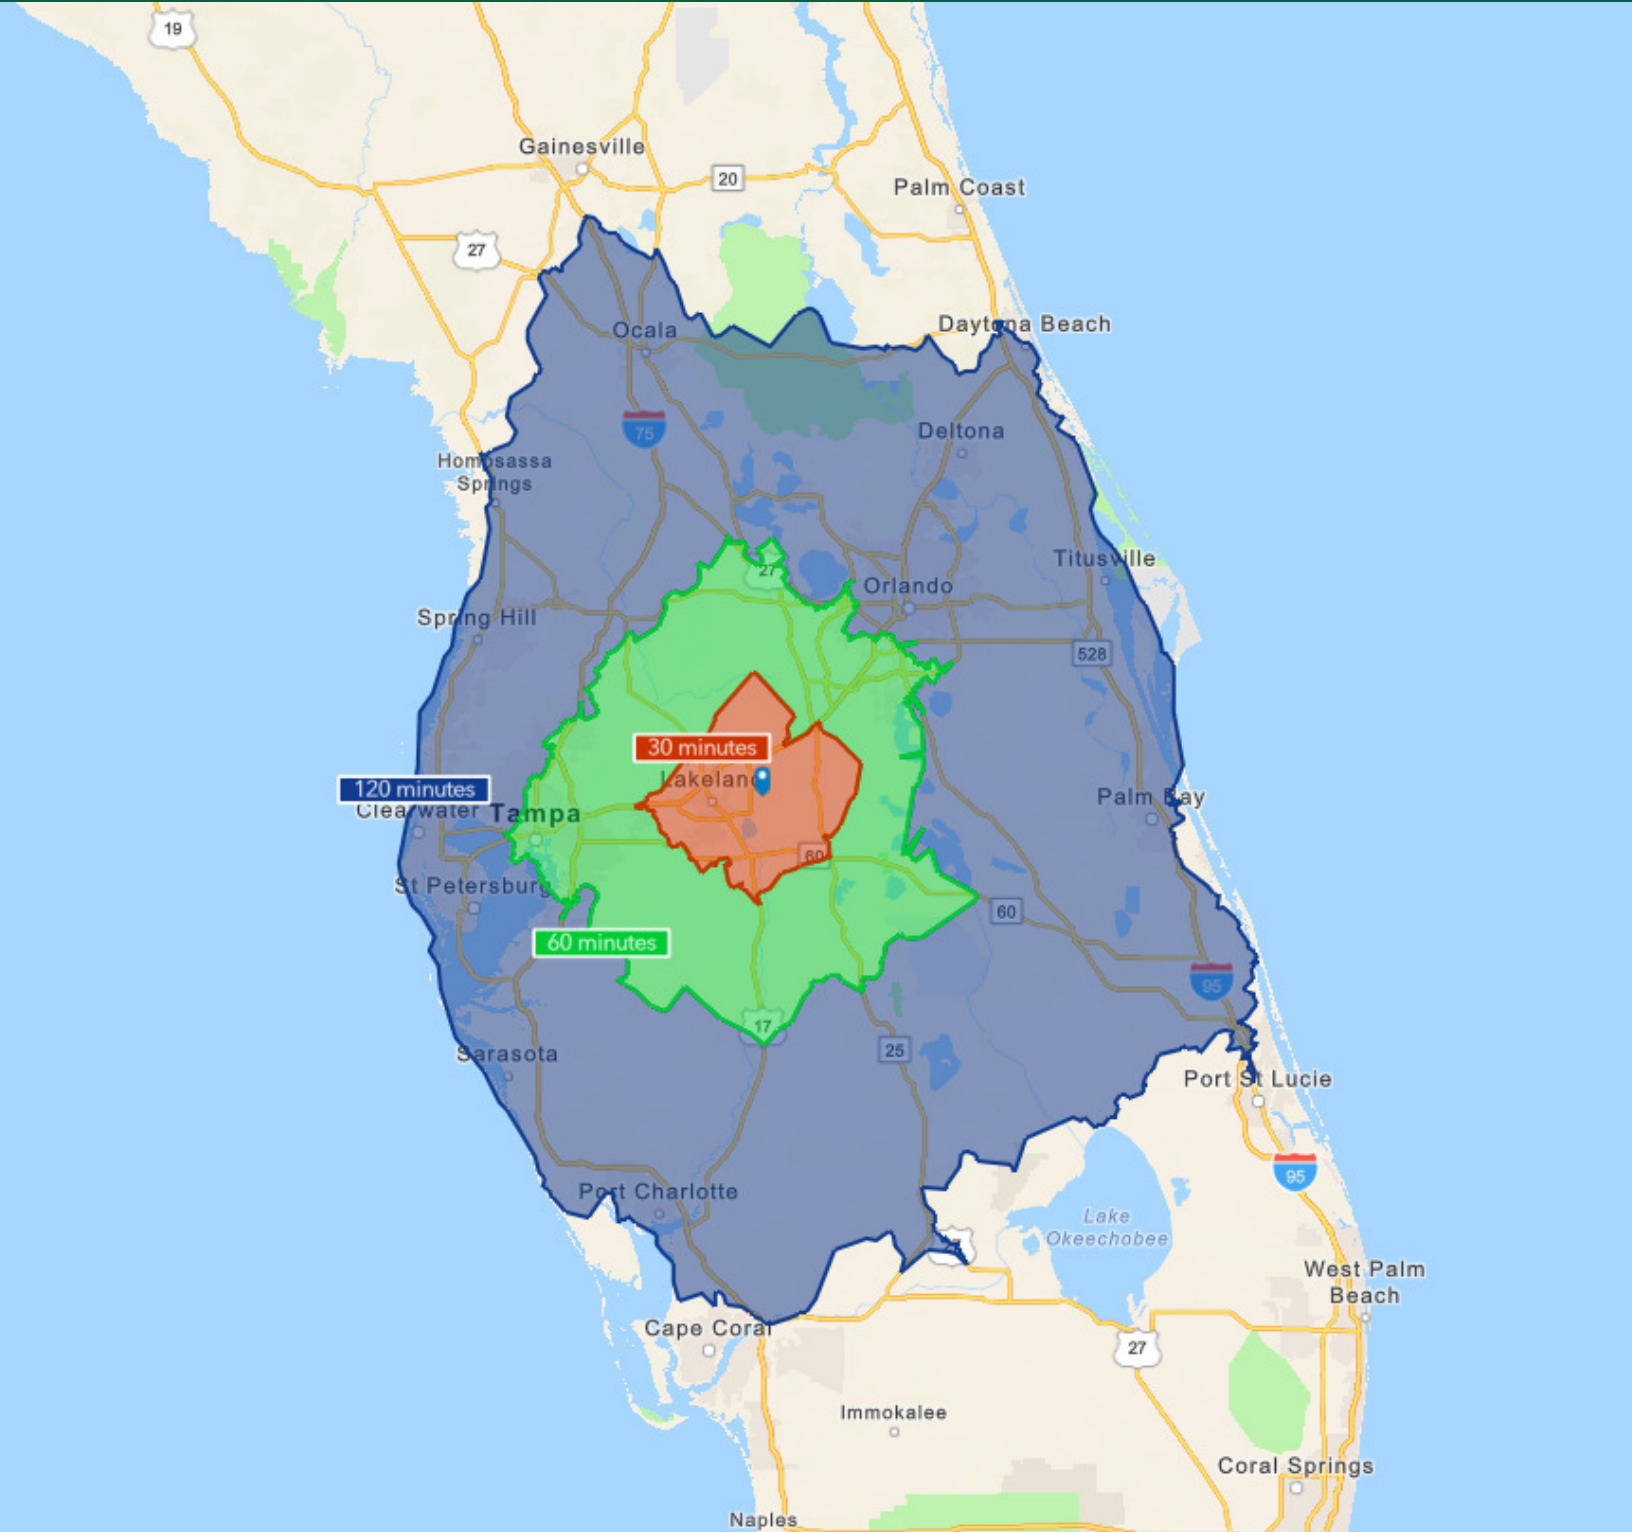 19
Gainesville
20
Palm Coast
27
Daytona Beach
Ocala
75
Deltona
Homosassa
Springs
Titusville
27
Orlando
Spring Hill
528
30 minutes
Lakeland
120 minutes
Clearwater
Tampa
Palm Bay
60
St Petersburg
60
60 minutes
95
17
25
Sarasota
Port St Lucie
95
Port Charlotte
Lake
Okeechobee
West Palm
Beach
Cape Coral
27
Immokalee
Coral Springs
Naples